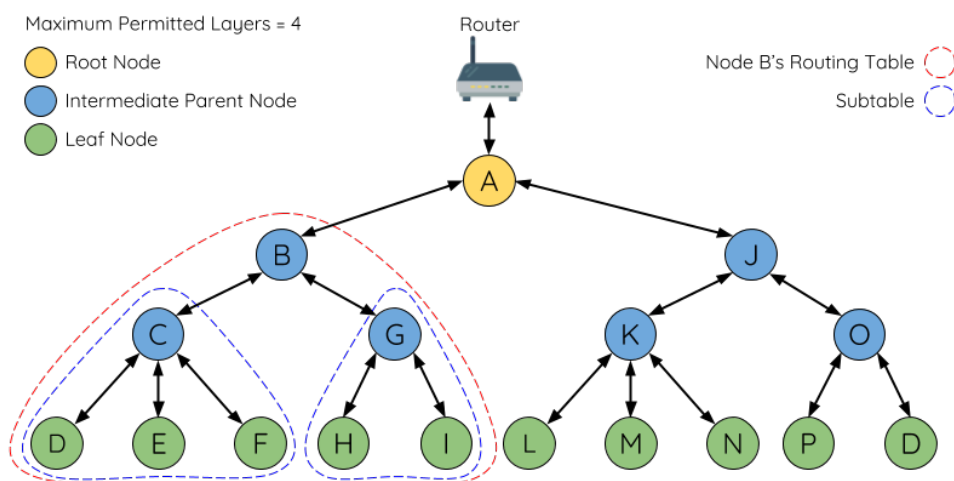 Maximum Permitted Layers = 4
Router
Root Node
Node B's Routing Table
Intermediate Parent Node
Subtable
Leaf Node
A
B
J
C
G
K
O
D
E
F
H
I
L
M
N
P
D